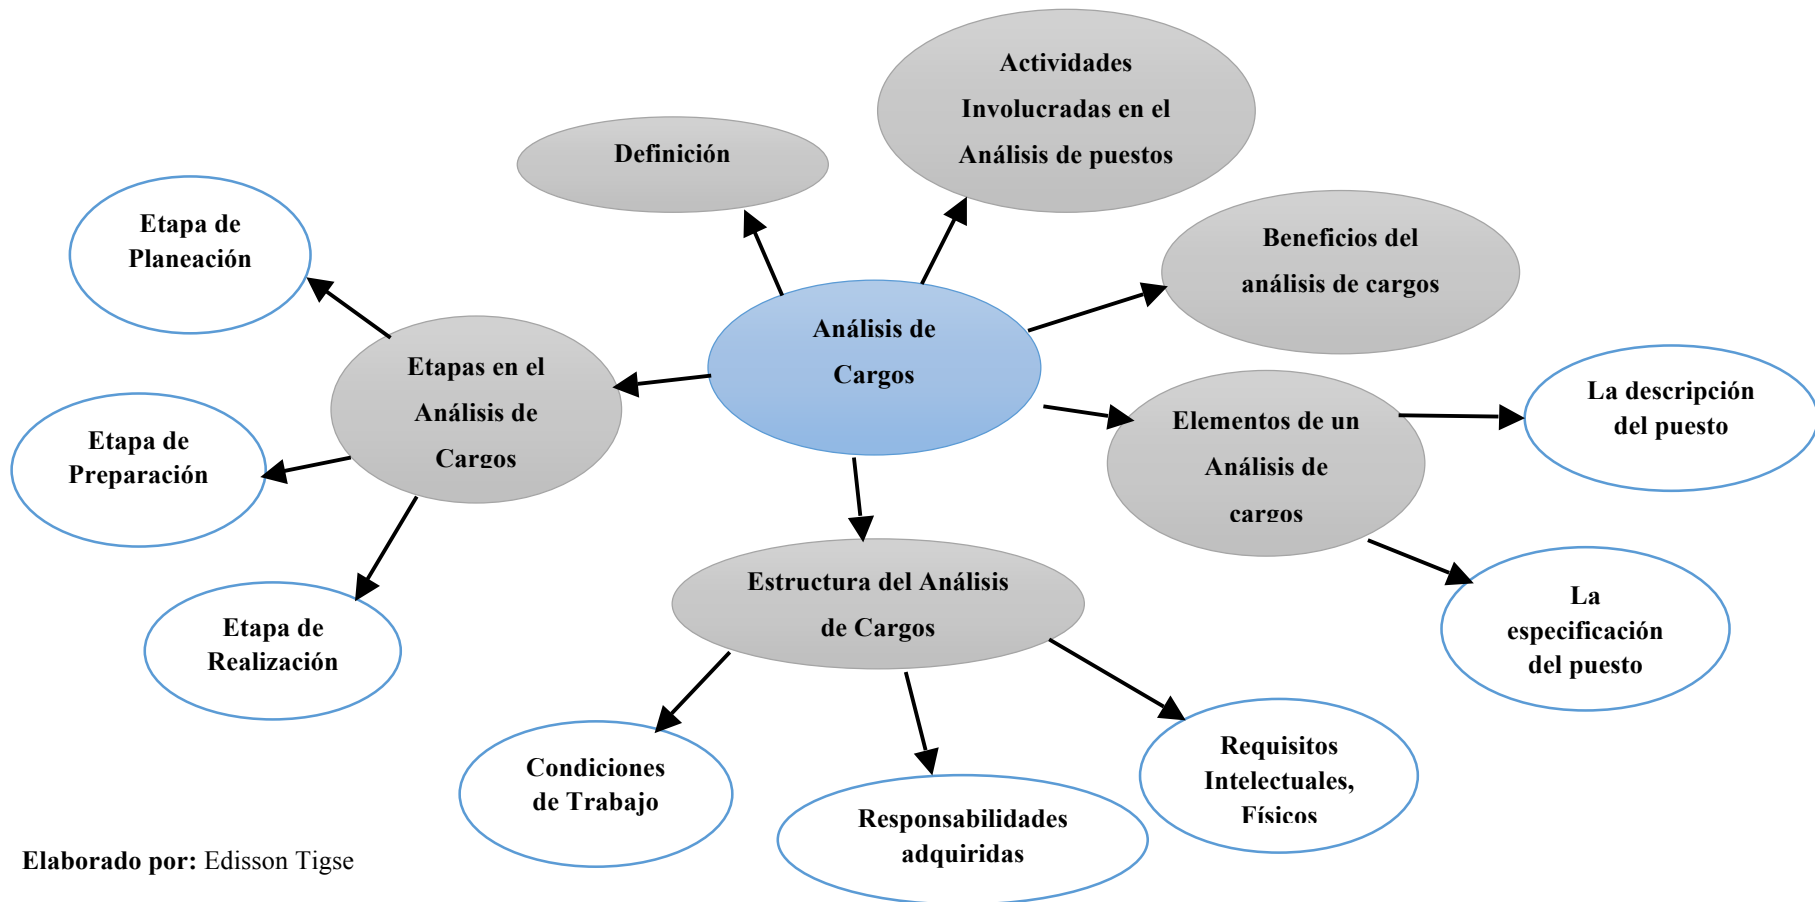 Actividades
Involucradas en el
Análisis de puestos
Definición
Beneficios del
análisis de cargos
Etapa de
Planeación
Análisis de
Cargos
Etapas en el
Análisis de
Cargos
La descripción
del puesto
Elementos de un
Análisis de
cargos
Etapa de
Preparación
Estructura del Análisis
de Cargos
La
especificación
del puesto
Etapa de
Realización
Condiciones
de Trabajo
Responsabilidades
adquiridas
Requisitos
Intelectuales,
Físicos
Elaborado por: Edisson Tigse